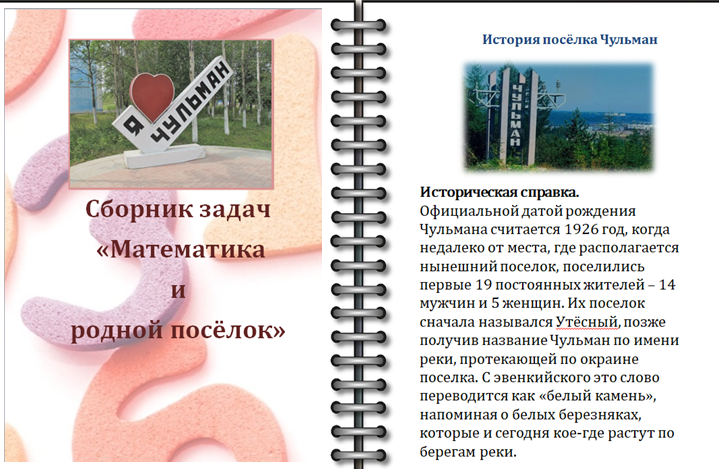 Я ЧУЛЬМАН
Сборник задач
«Математика
и
родной посёлок»
История посёлка Чульман
ЧУЛЬМАН
Историческая справка.
Официальной датой рождения
Чульмана считается 1926 год, когда
недалеко от места, где располагается
нынешний поселок, поселились
первые 19 постоянных жителей – 14
мужчин и 5 женщин. Их поселок
сначала назывался Утёсный, позже
получив название Чульман по имени
реки, протекающей по окраине
поселка. С эвенкийского это слово
переводится как «белый камень»,
напоминая о белых березняках,
которые и сегодня кое-где растут по
берегам реки.